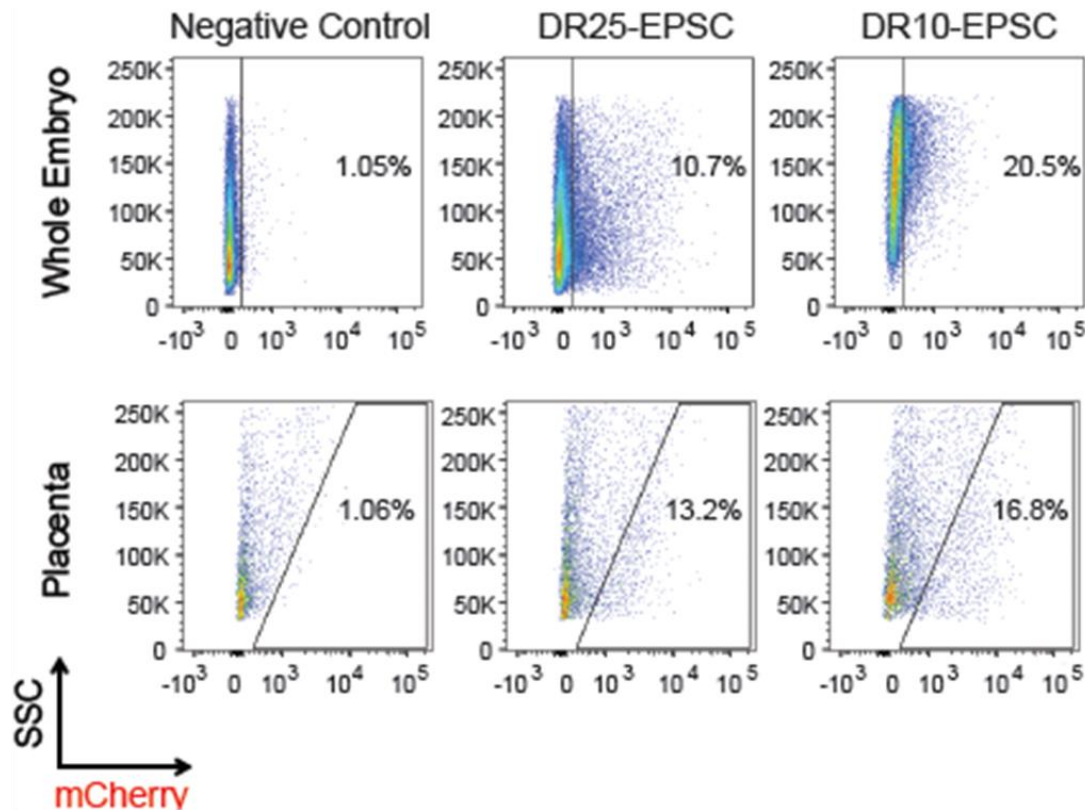 Negative Control DR25-EPSC DR10-EPSC
Whole Embryo
250K 250K 250K
200K 200K 200K
150K 1.05% 150K 10.7% 150K 20.5%
100K 100K 100K
50K 50K 50K
0 0 0
-10³ 0 10³ 10⁴ 10⁵ -10³ 0 10³ 10⁴ 10⁵ -10³ 0 10³ 10⁴ 10⁵
Placenta
250K 250K 250K
200K 200K 200K
150K 1.06% 150K 13.2% 150K 16.8%
100K 100K 100K
50K 50K 50K
0 0 0
-10³ 0 10³ 10⁴ 10⁵ -10³ 0 10³ 10⁴ 10⁵ -10³ 0 10³ 10⁴ 10⁵
SSC
mCherry